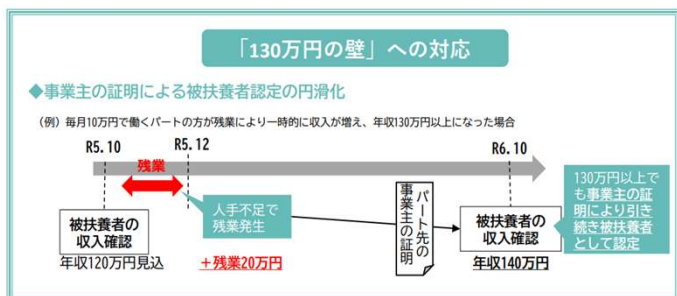 「130万円の壁」への対応
◆事業主の証明による被扶養者認定の円滑化
（例）毎月10万円で働くパートの方が残業により一時的に収入が増え、年収130万円以上になった場合
R5.10
R5.12
R6.10
残業
人手不足で
残業発生
パート先の
事業主の証明
130万円以上で
も事業主の証
明により引き
続き被扶養者
として認定
被扶養者の
収入確認
年収120万円見込
＋残業20万円
被扶養者の
収入確認
年収140万円